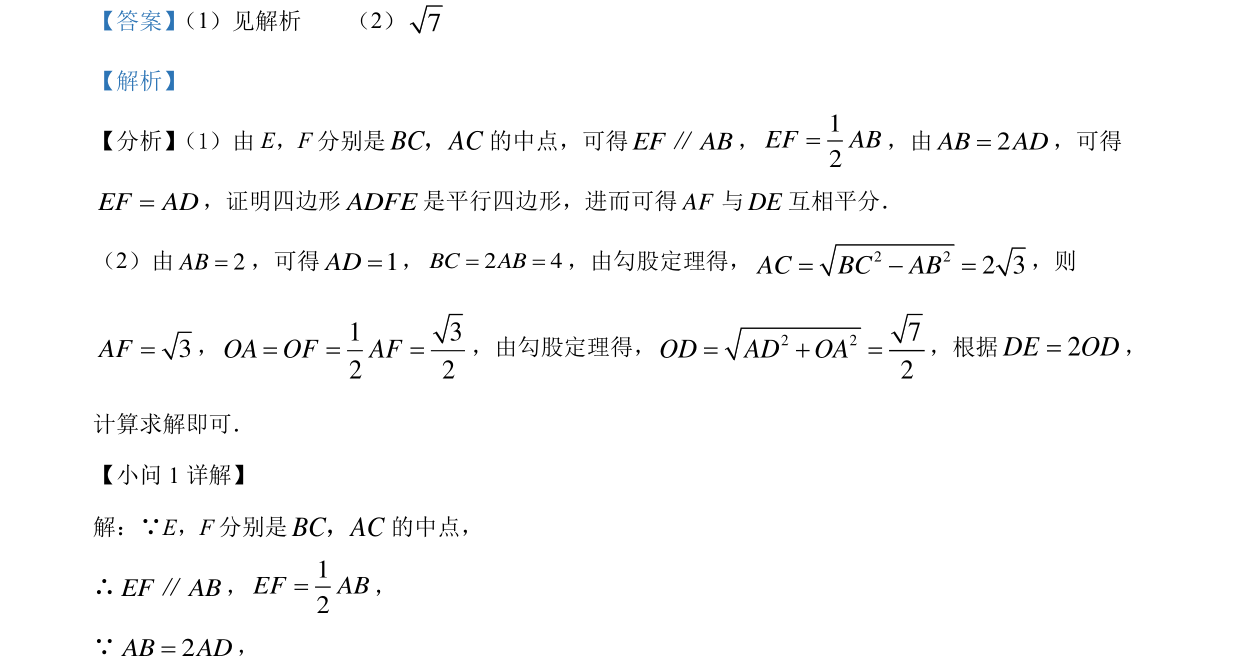 【答案】（1）见解析 （2）√7
【解析】
【分析】（1）由 E，F 分别是 BC，AC 的中点，可得 EF∥AB，EF=1/2AB，由 AB=2AD，可得
EF=AD，证明四边形 ADFE 是平行四边形，进而可得 AF 与 DE 互相平分．
（2）由 AB=2，可得 AD=1，BC=2AB=4，由勾股定理得，AC=√(BC²−AB²)=2√3，则
AF=√3，OA=OF=1/2AF=√3/2，由勾股定理得，OD=√(AD²+OA²)=√7/2，根据 DE=2OD，
计算求解即可．
【小问 1 详解】
解：∵E，F 分别是 BC，AC 的中点，
∴EF∥AB，EF=1/2AB，
∵AB=2AD，